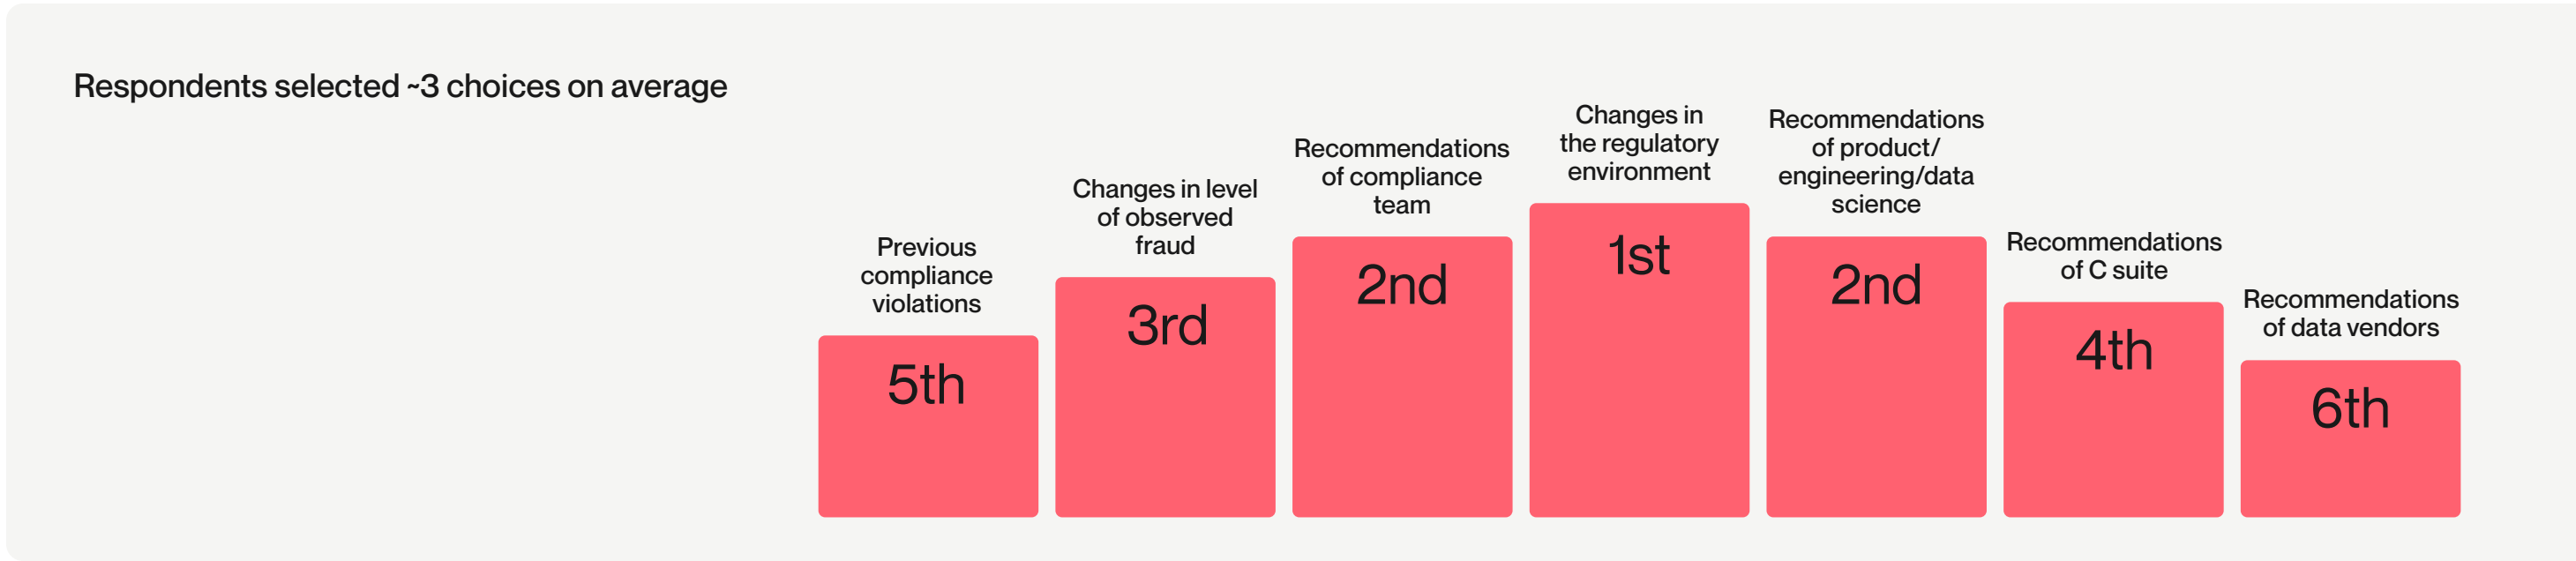 Respondents selected ~3 choices on average
Previous
compliance
violations
5th
Changes in level
of observed
fraud
3rd
Recommendations
of compliance
team
2nd
Changes in
the regulatory
environment
1st
Recommendations
of product/
engineering/data
science
2nd
Recommendations
of C suite
4th
Recommendations
of data vendors
6th